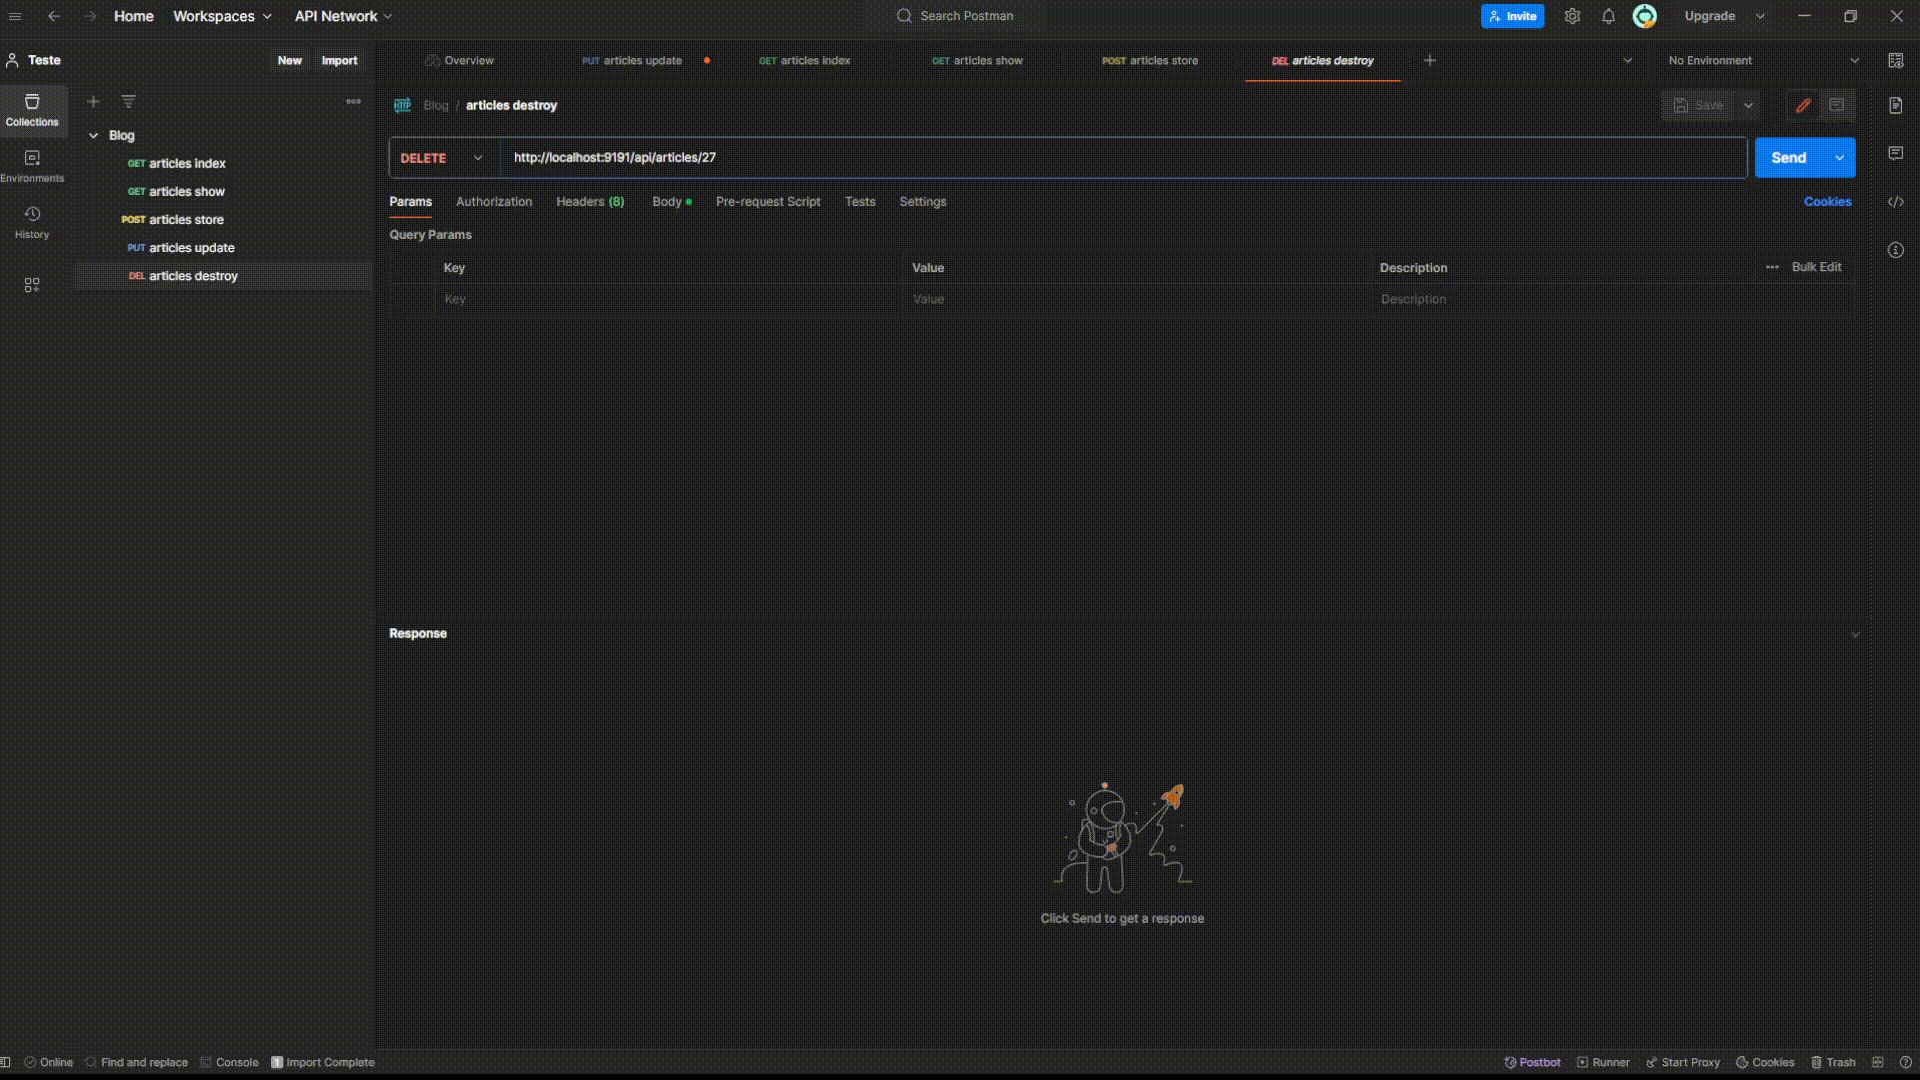 Home Workspaces API Network Search Postman Invite Upgrade
Teste New Import Overview PUT articles update GET articles index GET articles show POST articles store DEL articles destroy No Environment
Collections
Environments
History
Blog
GET articles index
GET articles show
POST articles store
PUT articles update
DEL articles destroy
HTTP Blog / articles destroy Save
DELETE http://localhost:9191/api/articles/27 Send
Params Authorization Headers (8) Body Pre-request Script Tests Settings Cookies
Query Params
Key Value Description Bulk Edit
Key Value Description
Response
Click Send to get a response
Online Find and replace Console 1 Import Complete Postbot Runner Start Proxy Cookies Trash